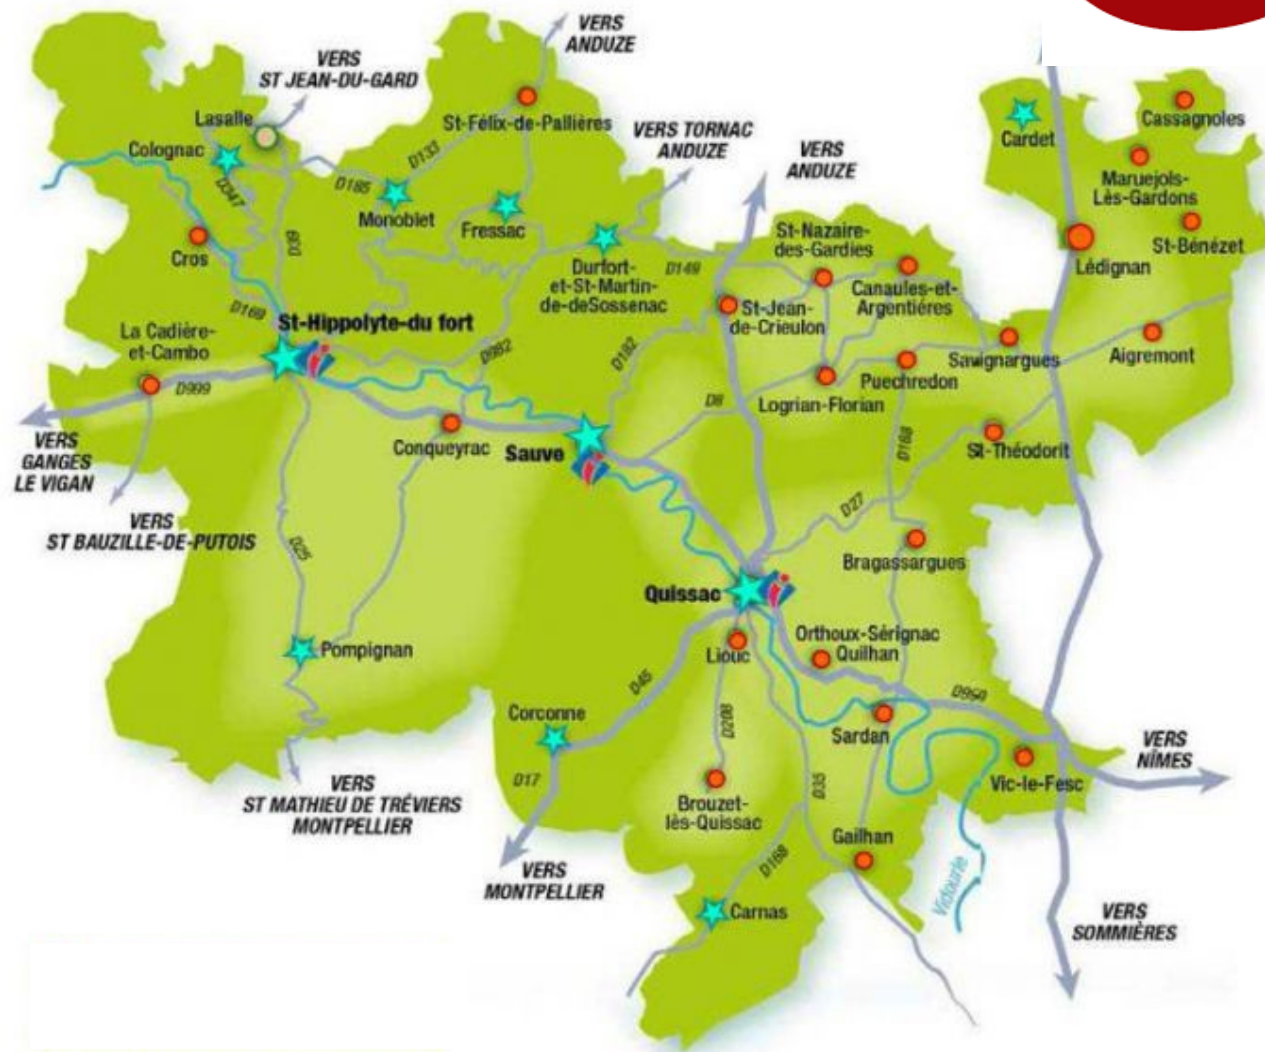 VERS
ANDUZE
VERS
ST JEAN-DU-GARD
Lasalle
St-Félix-de-Pallières
VERS TORNAC
ANDUZE
VERS
ANDUZE
Cardet
Cassagnoles
Colognac
D133
D185
D347
Monoblet
Fressac
Maruejols-
Lès-Gardons
St-Bénézet
Cros
D39
Durfort-
et-St-Martin-
de-deSossenac
D149
St-Nazaire-
des-Gardies
Canaules-et-
Argentiéres
Lédignan
D169
St-Hippolyte-du fort
St-Jean-
de-Crieulon
La Cadière-
et-Cambo
D999
D982
D182
Savignargues
Aigremont
Puechredon
Logrian-Florian
D8
VERS
GANGES
LE VIGAN
Conqueyrac
Sauve
D168
St-Théodorit
VERS
ST BAUZILLE-DE-PUTOIS
D25
D27
Bragassargues
Quissac
Pompignan
Liouc
Orthoux-Sérignac
Quilhan
D45
Corconne
D208
Sardan
D17
D35
Vic-le-Fesc
VERS
NÎMES
VERS
ST MATHIEU DE TRÉVIERS
MONTPELLIER
Brouzet-
lès-Quissac
Gailhan
VERS
MONTPELLIER
D168
Vidourle
Carnas
VERS
SOMMIÈRES